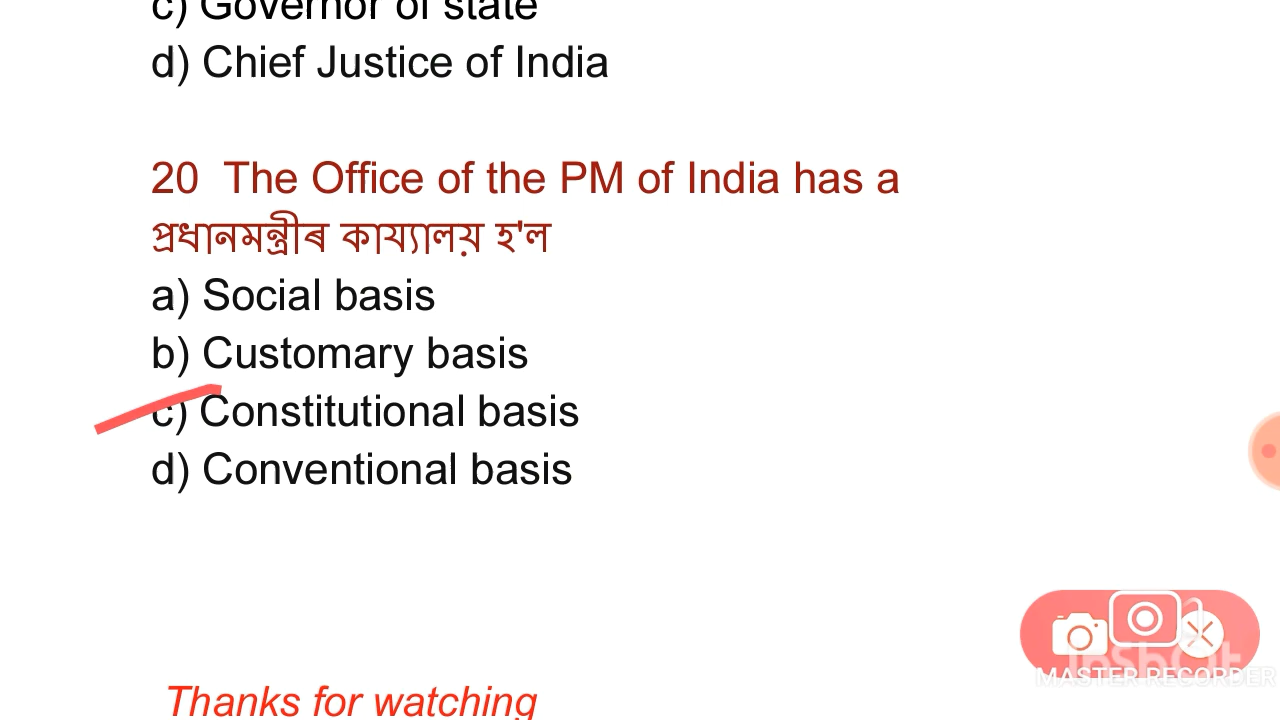 c) Governor of state
d) Chief Justice of India
20 The Office of the PM of India has a
প্ৰধানমন্ত্ৰীৰ কায্যালয় হ'ল
a) Social basis
b) Customary basis
c) Constitutional basis
d) Conventional basis
MASTER RECORDER
Thanks for watching